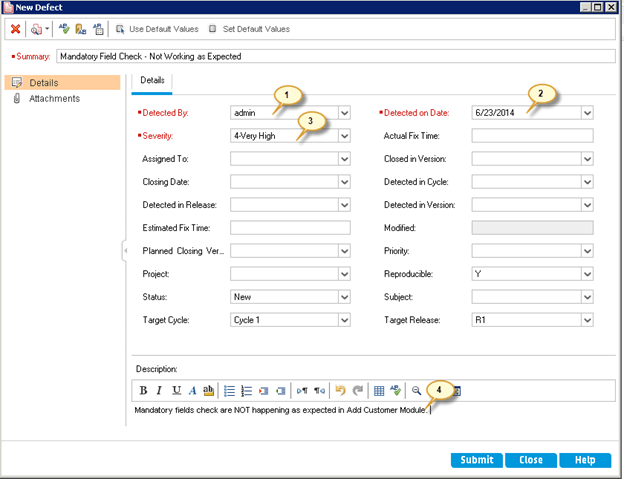 New Defect
Use Default Values Set Default Values
Summary: Mandatory Field Check - Not Working as Expected
Details
Attachments
Details
1
2
Detected By: admin Detected on Date: 6/23/2014
3
Severity: 4-Very High Actual Fix Time:
Assigned To: Closed in Version:
Closing Date: Detected in Cycle:
Detected in Release: Detected in Version:
Estimated Fix Time: Modified:
Planned Closing Ver... Priority:
Project: Reproducible: Y
Status: New Subject:
Target Cycle: Cycle 1 Target Release: R1
Description:
B I U A ab
4
Mandatory fields check are NOT happening as expected in Add Customer Module.
Submit Close Help